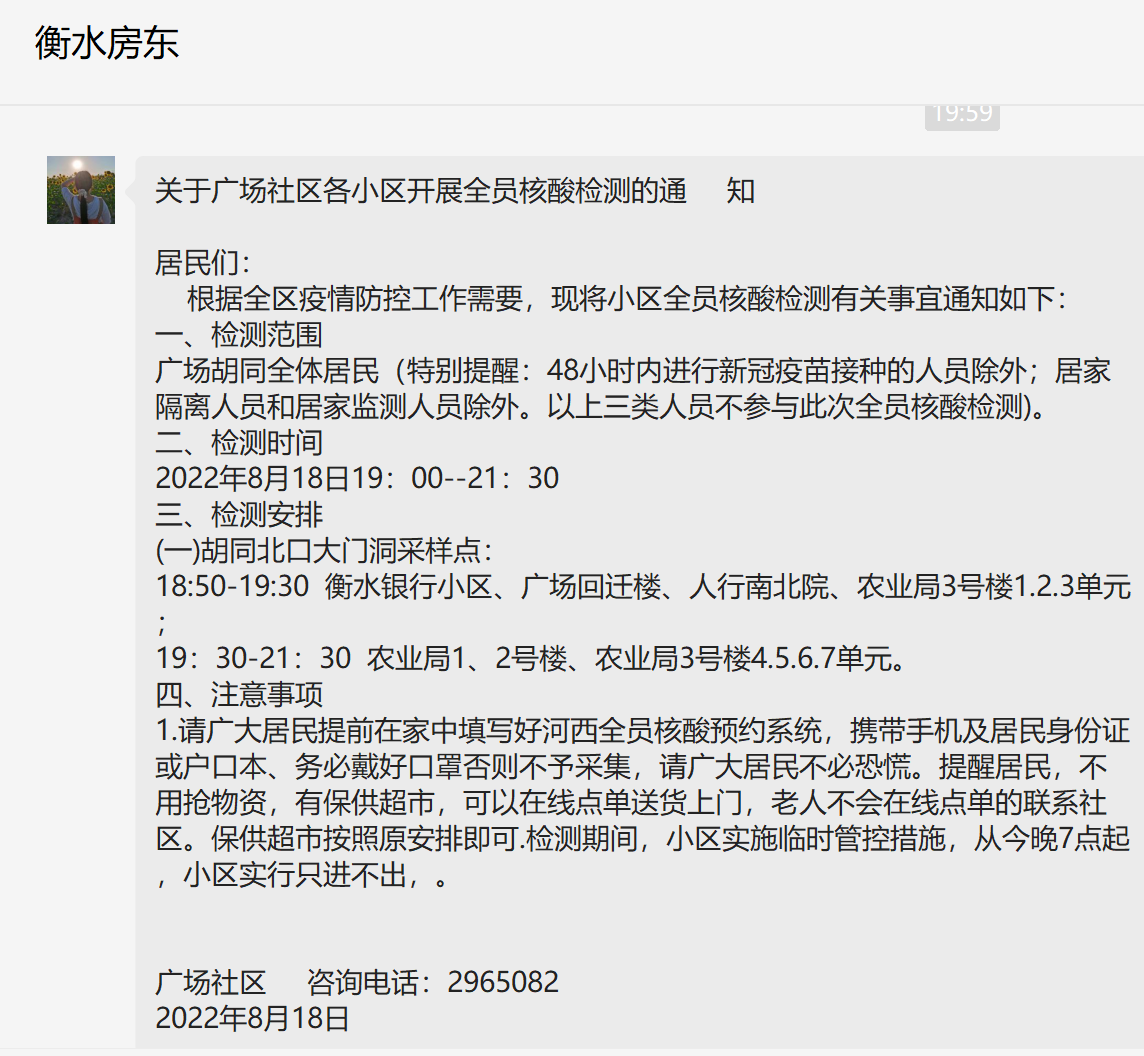 衡水房东
19:59
关于广场社区各小区开展全员核酸检测的通 知
居民们：
根据全区疫情防控工作需要，现将小区全员核酸检测有关事宜通知如下：
一、检测范围
广场胡同全体居民（特别提醒：48小时内进行新冠疫苗接种的人员除外；居家
隔离人员和居家监测人员除外。以上三类人员不参与此次全员核酸检测)。
二、检测时间
2022年8月18日19：00--21：30
三、检测安排
(一)胡同北口大门洞采样点：
18:50-19:30 衡水银行小区、广场回迁楼、人行南北院、农业局3号楼1.2.3单元
；
19：30-21：30 农业局1、2号楼、农业局3号楼4.5.6.7单元。
四、注意事项
1.请广大居民提前在家中填写好河西全员核酸预约系统，携带手机及居民身份证
或户口本、务必戴好口罩否则不予采集，请广大居民不必恐慌。提醒居民，不
用抢物资，有保供超市，可以在线点单送货上门，老人不会在线点单的联系社
区。保供超市按照原安排即可.检测期间，小区实施临时管控措施，从今晚7点起
，小区实行只进不出，。
广场社区 咨询电话：2965082
2022年8月18日